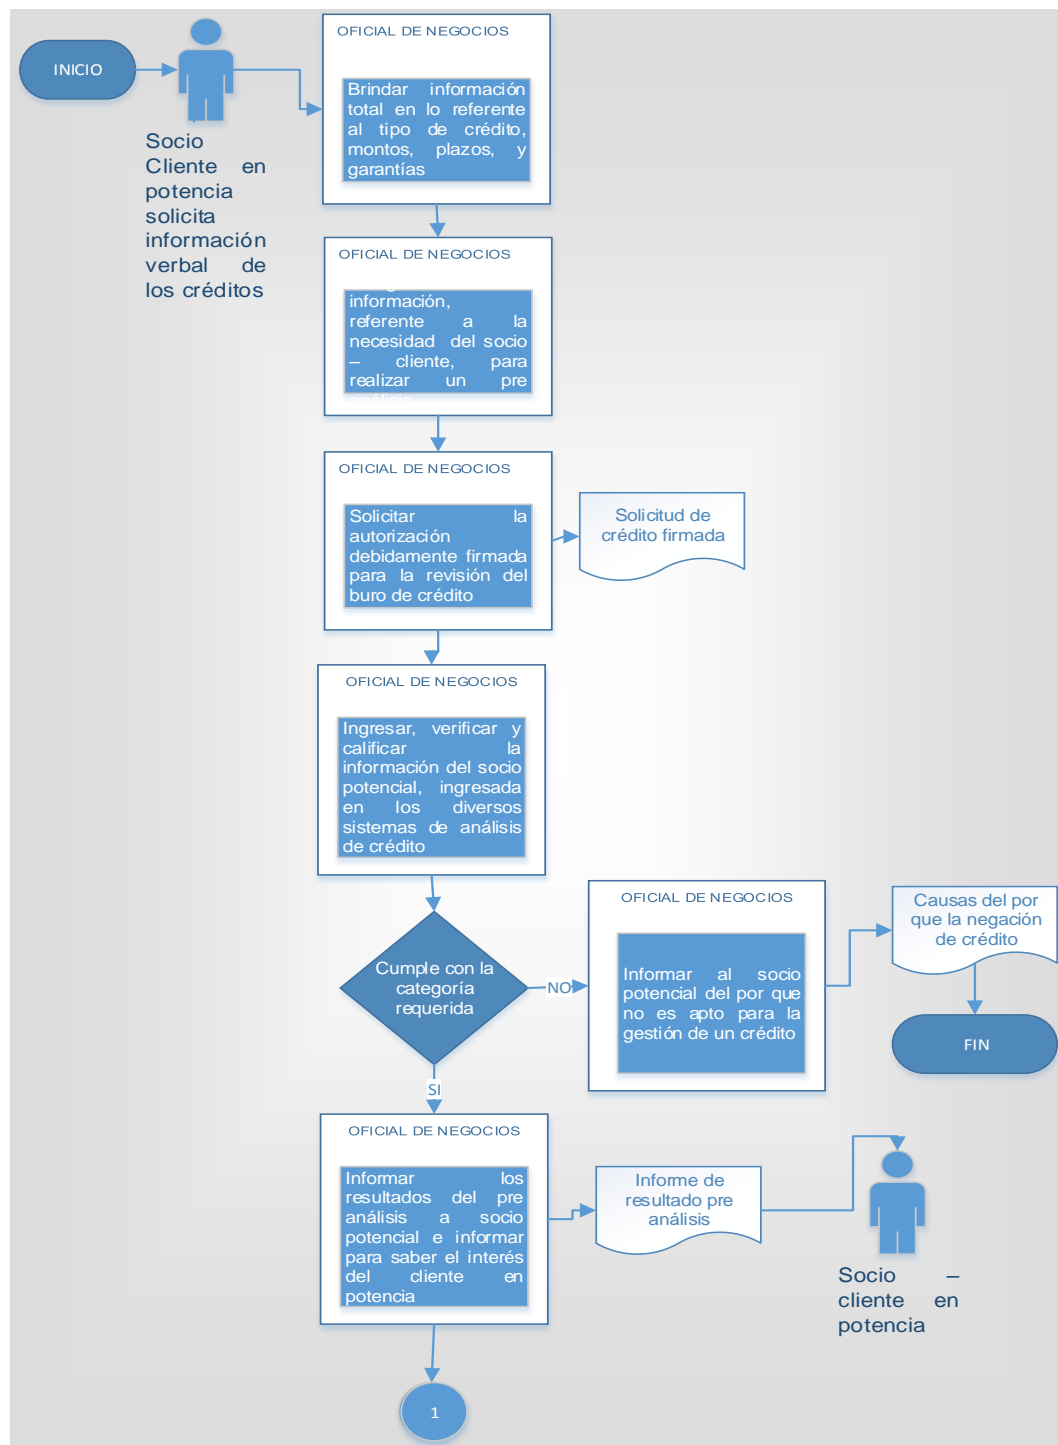 INICIO
Socio
Cliente en
potencia
solicita
información
verbal de
los créditos
OFICIAL DE NEGOCIOS
Brindar información
total en lo referente
al tipo de crédito,
montos, plazos, y
garantías
OFICIAL DE NEGOCIOS
información,
referente a la
necesidad del socio
– cliente, para
realizar un pre
OFICIAL DE NEGOCIOS
Solicitar la
autorización
debidamente firmada
para la revisión del
buro de crédito
Solicitud de
crédito firmada
OFICIAL DE NEGOCIOS
Ingresar, verificar y
calificar la
información del socio
potencial, ingresada
en los diversos
sistemas de análisis
de crédito
Cumple con la
categoría
requerida
NO
OFICIAL DE NEGOCIOS
Informar al socio
potencial del por que
no es apto para la
gestión de un crédito
Causas del por
que la negación
de crédito
FIN
SI
OFICIAL DE NEGOCIOS
Informar los
resultados del pre
análisis a socio
potencial e informar
para saber el interés
del cliente en
potencia
Informe de
resultado pre
análisis
Socio –
cliente en
potencia
1